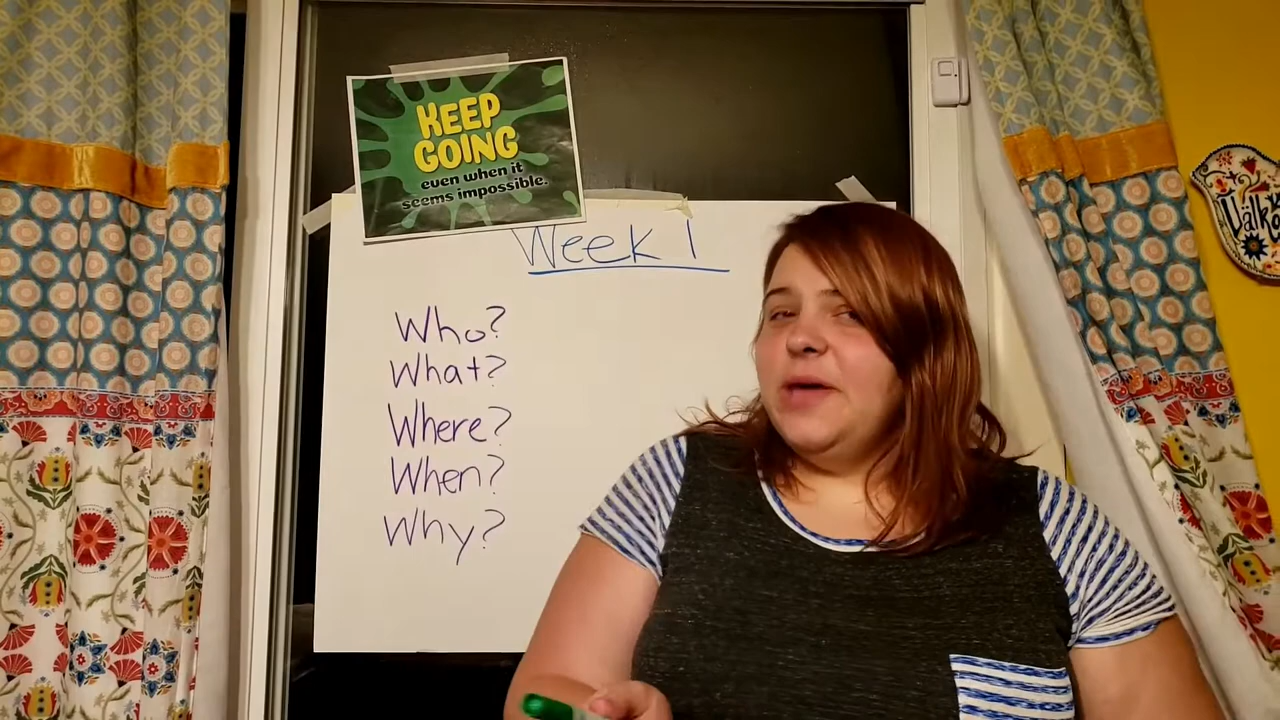 KEEP
GOING
even when it
seems impossible.
Week 1
Who?
What?
Where?
When?
Why?